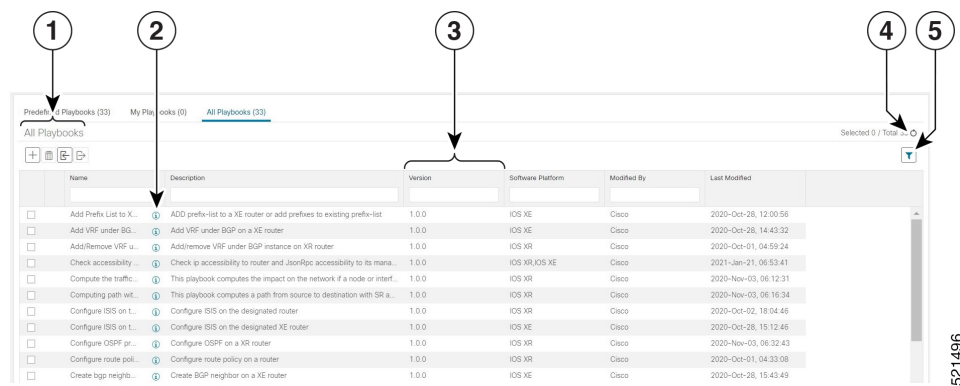 1 2 3 4 5
Predefined Playbooks (33) My Playbooks (0) All Playbooks (33)
All Playbooks Selected 0 / Total 33
Name Description Version Software Platform Modified By Last Modified
Add Prefix List to X... ADD prefix-list to a XE router or add prefixes to existing prefix-list 1.0.0 IOS XE Cisco 2020-Oct-28, 12:00:56
Add VRF under BG... Add VRF under BGP on a XE router 1.0.0 IOS XE Cisco 2020-Oct-28, 14:43:32
Add/Remove VRF u... Add/remove VRF under BGP instance on XR router 1.0.0 IOS XR Cisco 2020-Oct-01, 04:59:24
Check accessibility ... Check ip accessibility to router and JsonRpc accessibility to its mana... 1.0.0 IOS XR,IOS XE Cisco 2021-Jan-21, 06:53:41
Compute the traffic... This playbook computes the impact on the network if a node or interf... 1.0.0 IOS XR Cisco 2020-Nov-03, 06:12:31
Computing path wit... This playbook computes a path from source to destination with SR a... 1.0.0 IOS XR Cisco 2020-Nov-03, 06:16:34
Configure ISIS on t... Configure ISIS on the designated router 1.0.0 IOS XR Cisco 2020-Oct-02, 18:04:46
Configure ISIS on t... Configure ISIS on the designated XE router 1.0.0 IOS XE Cisco 2020-Oct-28, 15:12:46
Configure OSPF pr... Configure OSPF on a XR router 1.0.0 IOS XR Cisco 2020-Nov-03, 06:32:43
Configure route poli... Configure route policy on a router 1.0.0 IOS XR Cisco 2020-Oct-01, 04:33:08
Create bgp neighb... Create BGP neighbor on a XE router 1.0.0 IOS XE Cisco 2020-Oct-28, 15:43:49
521496